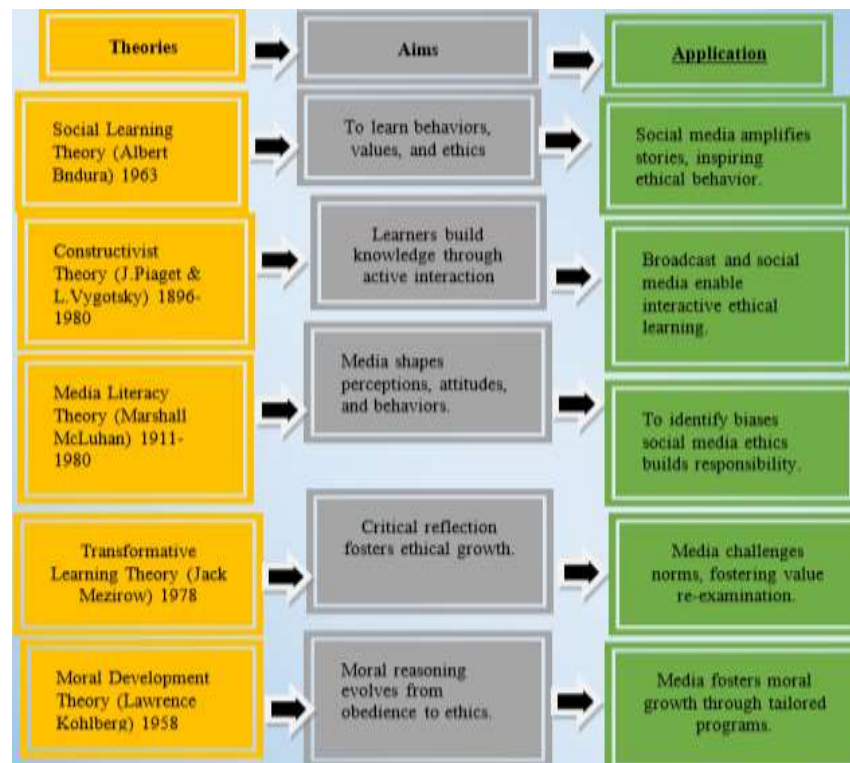 Theories
Aims
Application
Social Learning
Theory (Albert
Bndura) 1963
To learn behaviors,
values, and ethics
Social media amplifies
stories, inspiring
ethical behavior.
Constructivist
Theory (J.Piaget &
L.Vygotsky) 1896-
1980
Learners build
knowledge through
active interaction
Broadcast and social
media enable
interactive ethical
learning.
Media Literacy
Theory (Marshall
McLuhan) 1911-
1980
Media shapes
perceptions, attitudes,
and behaviors.
To identify biases
social media ethics
builds responsibility.
Transformative
Learning Theory (Jack
Mezirow) 1978
Critical reflection
fosters ethical growth.
Media challenges
norms, fostering value
re-examination.
Moral Development
Theory (Lawrence
Kohlberg) 1958
Moral reasoning
evolves from
obedience to ethics.
Media fosters moral
growth through tailored
programs.